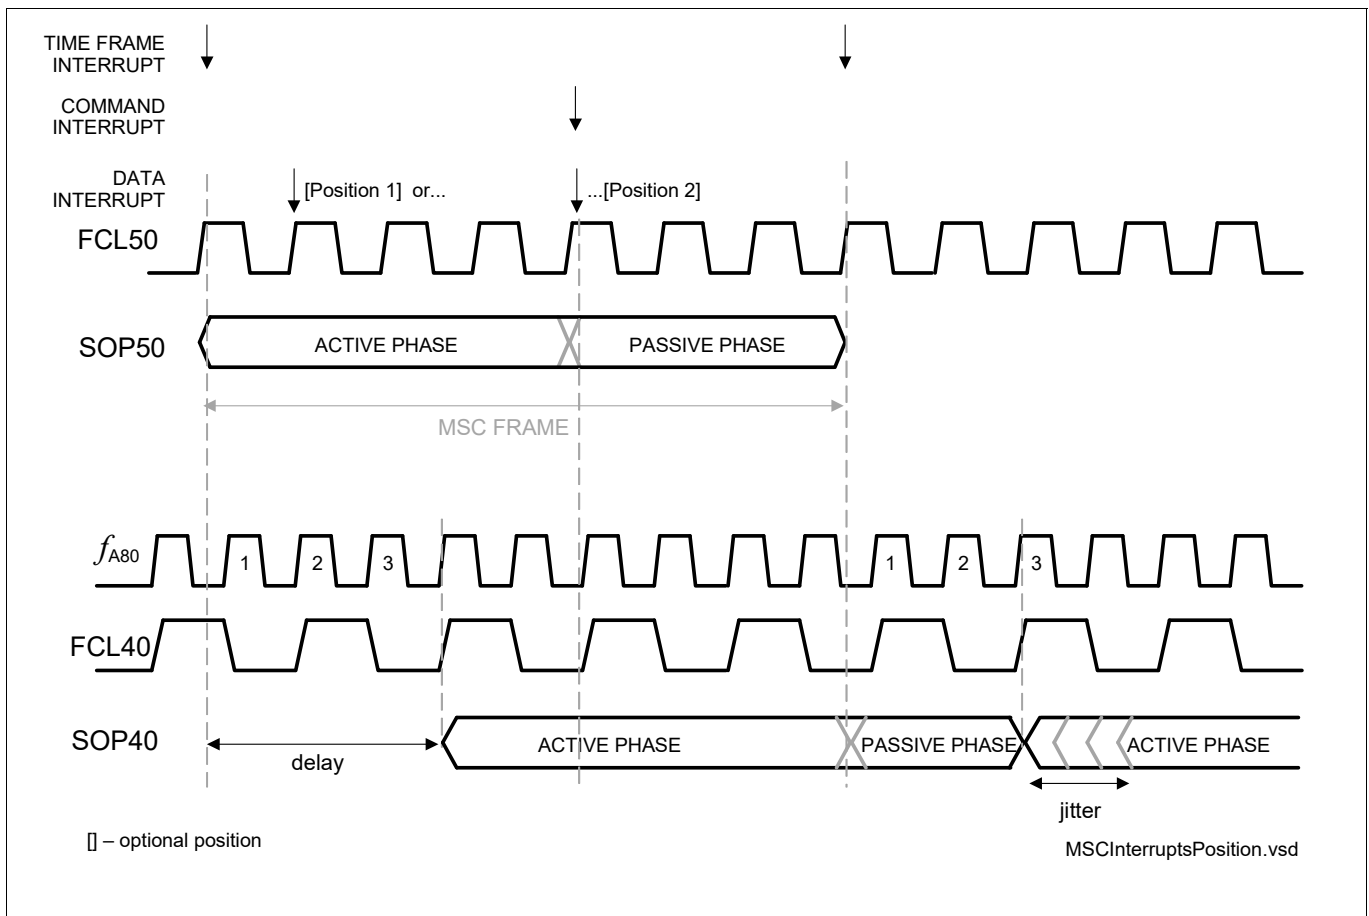 TIME FRAME
INTERRUPT
COMMAND
INTERRUPT
DATA
INTERRUPT
[Position 1] or...
...[Position 2]
FCL50
SOP50
ACTIVE PHASE
PASSIVE PHASE
MSC FRAME
fA80
1
2
3
1
2
3
FCL40
SOP40
delay
ACTIVE PHASE
PASSIVE PHASE
ACTIVE PHASE
jitter
[] – optional position
MSCInterruptsPosition.vsd